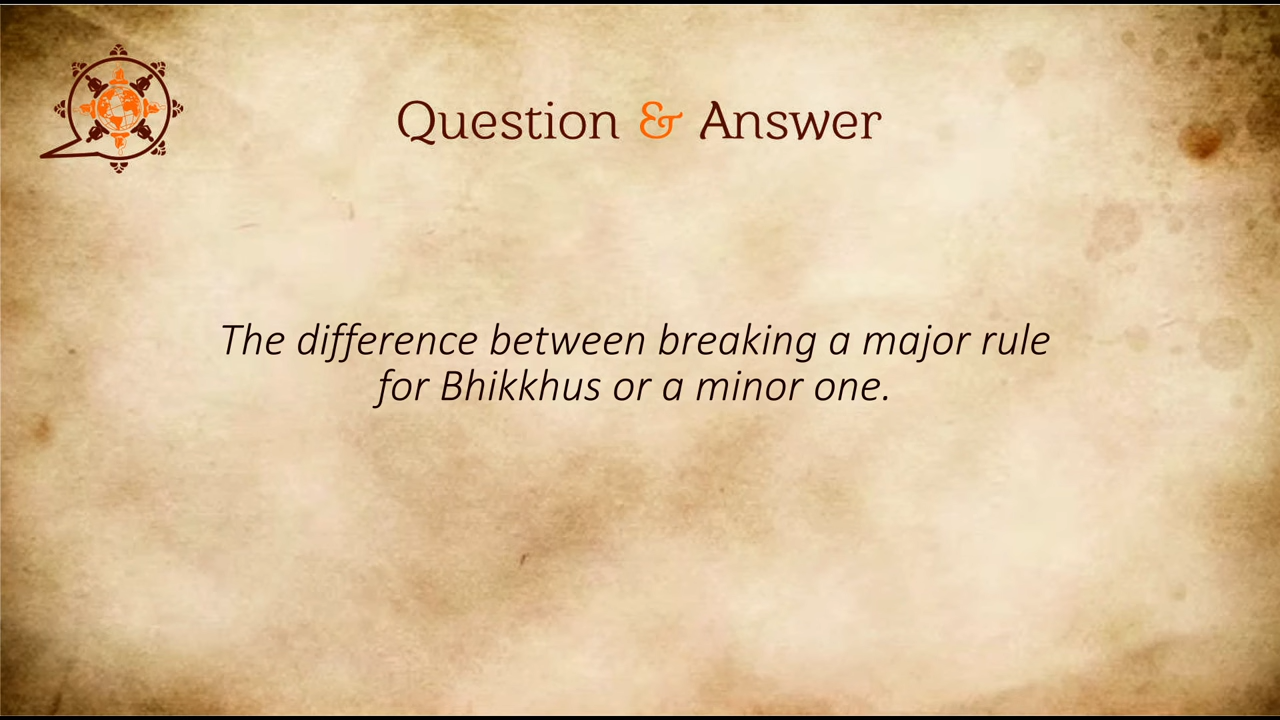 Question & Answer
The difference between breaking a major rule
for Bhikkhus or a minor one.